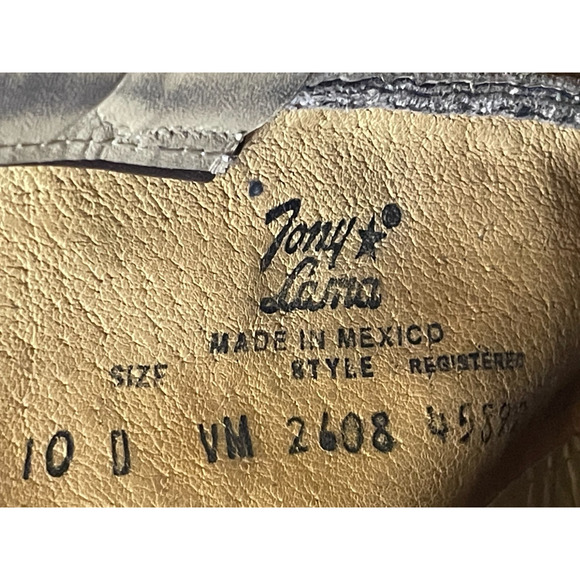 Tony
Lama
MADE IN MEXICO
SIZE STYLE REGISTERED
10 D VM 2608